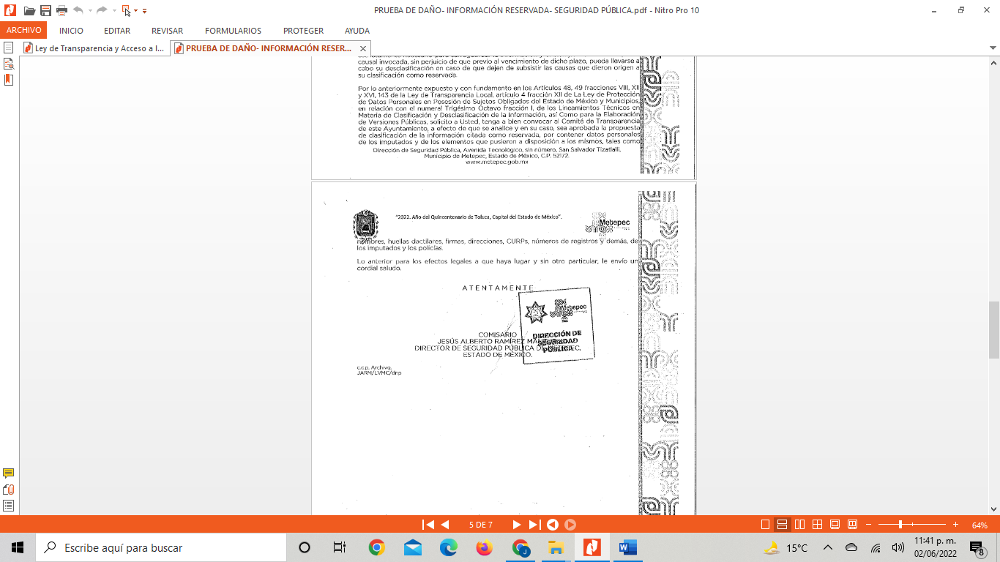 PRUEBA DE DAÑO- INFORMACIÓN RESERVADA- SEGURIDAD PÚBLICA.pdf - Nitro Pro 10
ARCHIVO INICIO EDITAR REVISAR FORMULARIOS PROTEGER AYUDA
Ley de Transparencia y Acceso a l... PRUEBA DE DAÑO- INFORMACIÓN RESER...
causal invocada, sin perjuicio de que previo al vencimiento de dicho plazo, pueda llevarse a
cabo su desclasificación en caso de que dejen de subsistir las causas que dieron origen a
su clasificación como reservada.
Por lo anteriormente expuesto y con fundamento en los Artículos 48, 49 fracciones VIII, XII
y XVI, 143 de la Ley de Transparencia Local, artículo 4 fracción XII de La Ley de Protección
de Datos Personales en Posesión de Sujetos Obligados del Estado de México y Municipios,
en relación con el numeral Trigésimo Octavo fracción I, de los Lineamientos Técnicos en
Materia de Clasificación y Desclasificación de la Información, así Como para la Elaboración
de Versiones Públicas, solicito a Usted, tenga a bien convocar al Comité de Transparencia
de este Ayuntamiento, a efecto de que se analice y en su caso, sea aprobada la propuesta
de clasificación de la información citada como reservada, por contener datos personales
de los imputados y de los elementos que pusieron a disposición a los mismos, tales como
Dirección de Seguridad Pública, Avenida Tecnológico, sin número, San Salvador Tizatlalli,
Municipio de Metepec, Estado de México, C.P. 52172.
www.metepec.gob.mx
"2022. Año del Quincentenario de Toluca, Capital del Estado de México".
Metepec
nombres, huellas dactilares, firmas, direcciones, CURPs, números de registros y demás, de
los imputados y los policías.
Lo anterior para los efectos legales a que haya lugar y sin otro particular, le envío un
cordial saludo.
ATENTAMENTE
Metepec
DIRECCIÓN DE
SEGURIDAD
PÚBLICA
COMISARIO
JESÚS ALBERTO RAMÍREZ
DIRECTOR DE SEGURIDAD PÚBLICA DE METEPEC,
ESTADO DE MÉXICO.
c.c.p. Archivo.
JARM/LVMC/dnp
5 DE 7
64%
Escribe aquí para buscar
15°C
11:41 p. m.
02/06/2022
8